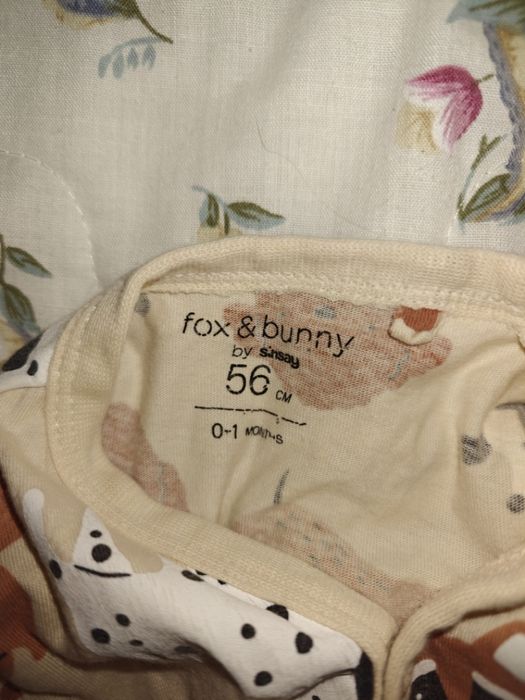 fox & bunny
by sinsay
56 CM
0-1 MONTHS